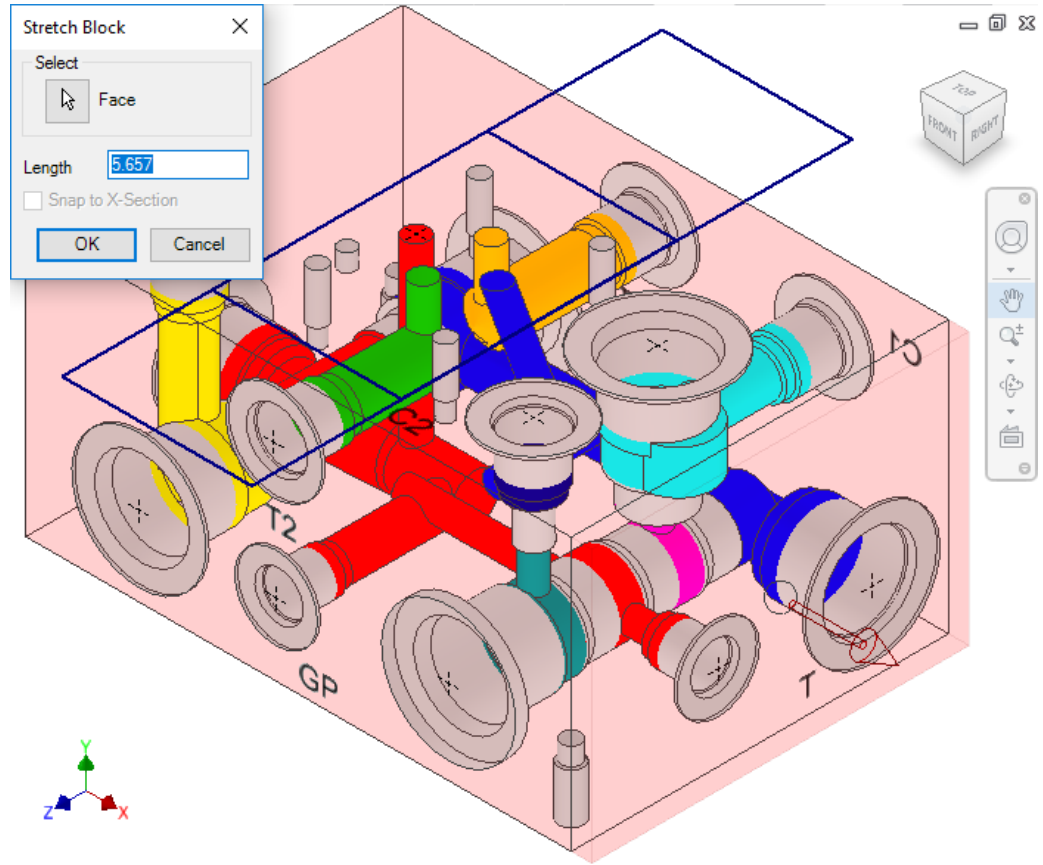 Stretch Block
Select
Face
Length
5.657
Snap to X-Section
OK
Cancel
TOP
FRONT
RIGHT
C1
C2
T2
GP
T
Y
Z
X